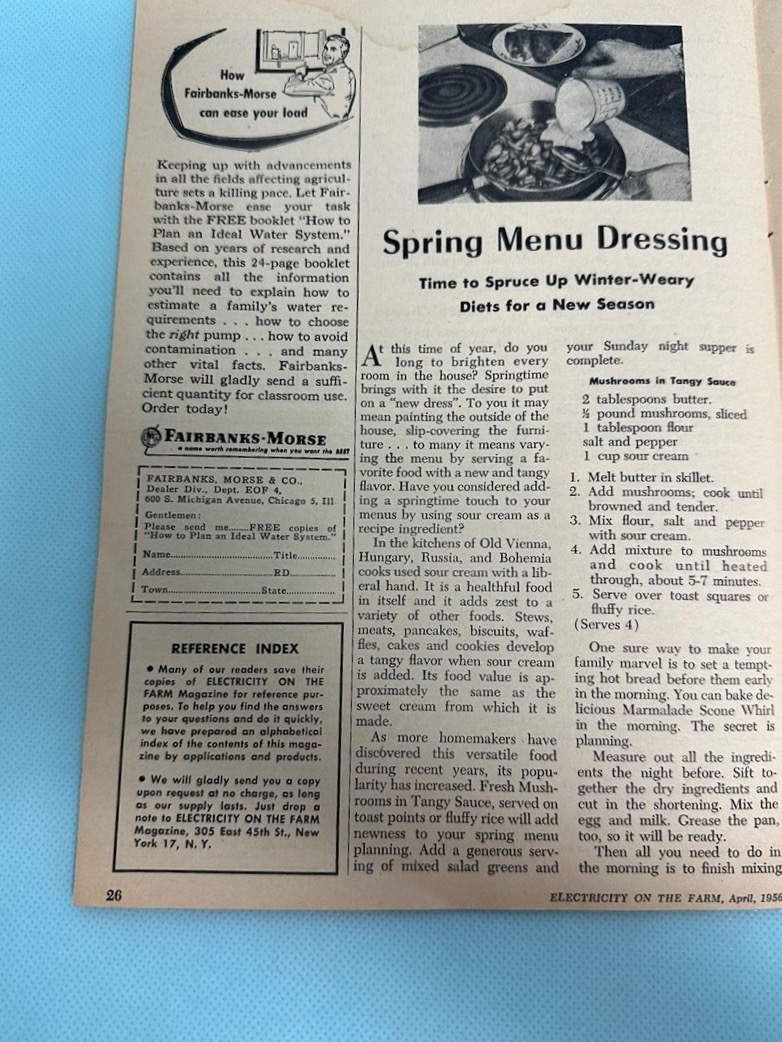 How
Fairbanks-Morse
can ease your load
Keeping up with advancements
in all the fields affecting agricul-
ture sets a killing pace. Let Fair-
banks-Morse ease your task
with the FREE booklet "How to
Plan an Ideal Water System."
Based on years of research and
experience, this 24-page booklet
contains all the information
you'll need to explain how to
estimate a family's water re-
quirements . . . how to choose
the right pump . . . how to avoid
contamination . . . and many
other vital facts. Fairbanks-
Morse will gladly send a suffi-
cient quantity for classroom use.
Order today!
FAIRBANKS-MORSE
a name worth remembering when you want the BEST
FAIRBANKS, MORSE & CO.,
Dealer Div., Dept. EOF 4,
600 S. Michigan Avenue, Chicago 5, Ill
Gentlemen:
Please send me.......FREE copies of
"How to Plan an Ideal Water System."
Name...................................Title.............
Address...................................RD.............
Town...............................State.............
REFERENCE INDEX
● Many of our readers save their
copies of ELECTRICITY ON THE
FARM Magazine for reference pur-
poses. To help you find the answers
to your questions and do it quickly,
we have prepared an alphabetical
index of the contents of this maga-
zine by applications and products.
● We will gladly send you a copy
upon request at no charge, as long
as our supply lasts. Just drop a
note to ELECTRICITY ON THE FARM
Magazine, 305 East 45th St., New
York 17, N. Y.
26
Spring Menu Dressing
Time to Spruce Up Winter-Weary
Diets for a New Season
At this time of year, do you
long to brighten every
room in the house? Springtime
brings with it the desire to put
on a "new dress". To you it may
mean painting the outside of the
house, slip-covering the furni-
ture . . . to many it means vary-
ing the menu by serving a fa-
vorite food with a new and tangy
flavor. Have you considered add-
ing a springtime touch to your
menus by using sour cream as a
recipe ingredient?
In the kitchens of Old Vienna,
Hungary, Russia, and Bohemia
cooks used sour cream with a lib-
eral hand. It is a healthful food
in itself and it adds zest to a
variety of other foods. Stews,
meats, pancakes, biscuits, waf-
fles, cakes and cookies develop
a tangy flavor when sour cream
is added. Its food value is ap-
proximately the same as the
sweet cream from which it is
made.
As more homemakers have
discovered this versatile food
during recent years, its popu-
larity has increased. Fresh Mush-
rooms in Tangy Sauce, served on
toast points or fluffy rice will add
newness to your spring menu
planning. Add a generous serv-
ing of mixed salad greens and
your Sunday night supper is
complete.
Mushrooms in Tangy Sauce
2 tablespoons butter.
½ pound mushrooms, sliced
1 tablespoon flour
salt and pepper
1 cup sour cream
1. Melt butter in skillet.
2. Add mushrooms; cook until
browned and tender.
3. Mix flour, salt and pepper
with sour cream.
4. Add mixture to mushrooms
and cook until heated
through, about 5-7 minutes.
5. Serve over toast squares or
fluffy rice.
(Serves 4)
One sure way to make your
family marvel is to set a tempt-
ing hot bread before them early
in the morning. You can bake de-
licious Marmalade Scone Whirl
in the morning. The secret is
planning.
Measure out all the ingredi-
ents the night before. Sift to-
gether the dry ingredients and
cut in the shortening. Mix the
egg and milk. Grease the pan,
too, so it will be ready.
Then all you need to do in
the morning is to finish mixing
ELECTRICITY ON THE FARM, April, 1956